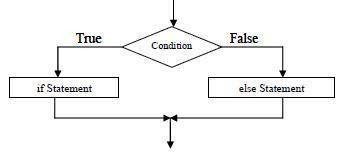 True
Condition
False
if Statement
else Statement